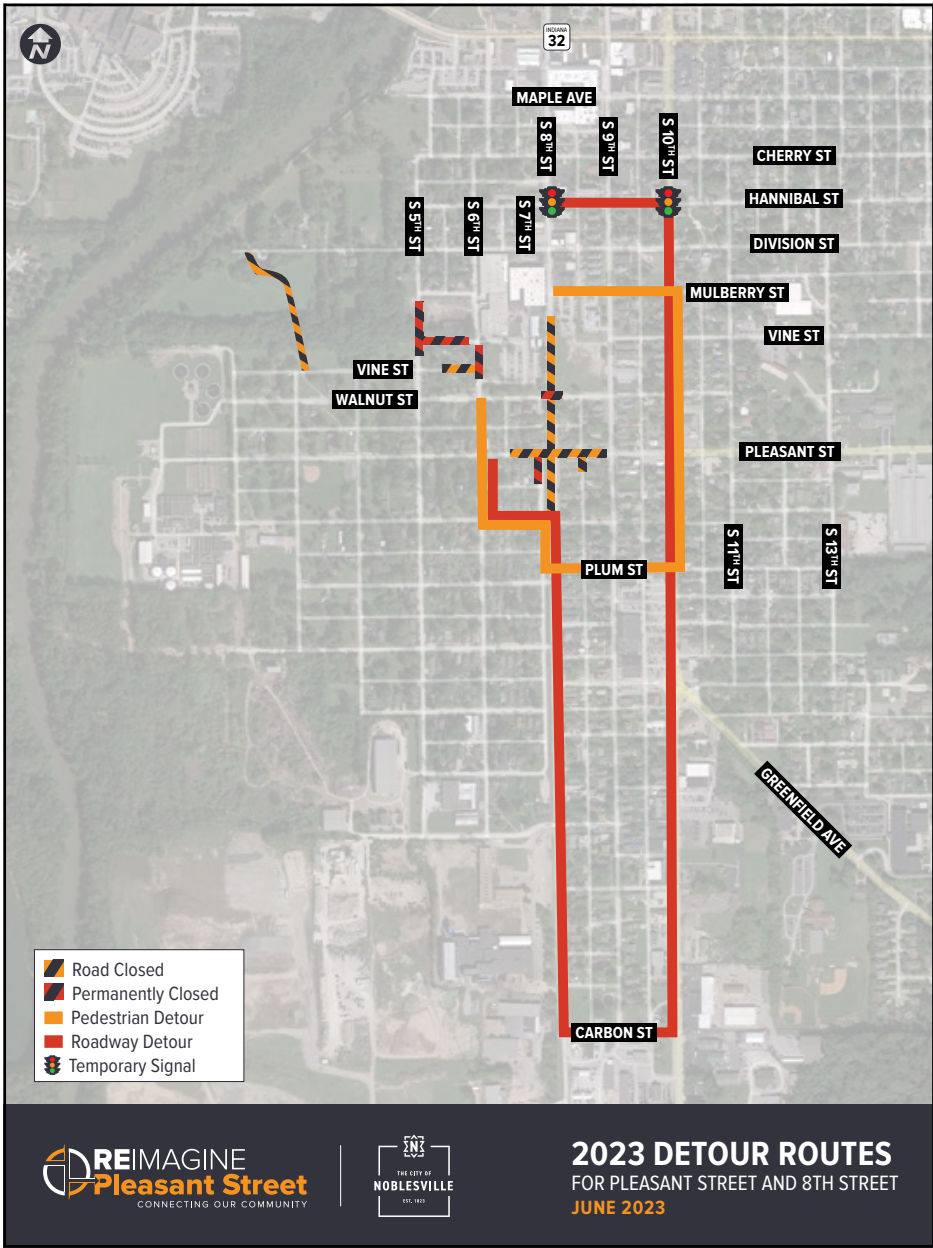 N
INDIANA
32
MAPLE AVE
S 8TH ST
S 9TH ST
S 10TH ST
CHERRY ST
HANNIBAL ST
S 5TH ST
S 6TH ST
S 7TH ST
DIVISION ST
MULBERRY ST
VINE ST
VINE ST
WALNUT ST
PLEASANT ST
S 11TH ST
S 13TH ST
PLUM ST
GREENFIELD AVE
CARBON ST
Road Closed
Permanently Closed
Pedestrian Detour
Roadway Detour
Temporary Signal
REIMAGINE
Pleasant Street
CONNECTING OUR COMMUNITY
N
THE CITY OF
NOBLESVILLE
EST. 1823
2023 DETOUR ROUTES
FOR PLEASANT STREET AND 8TH STREET
JUNE 2023